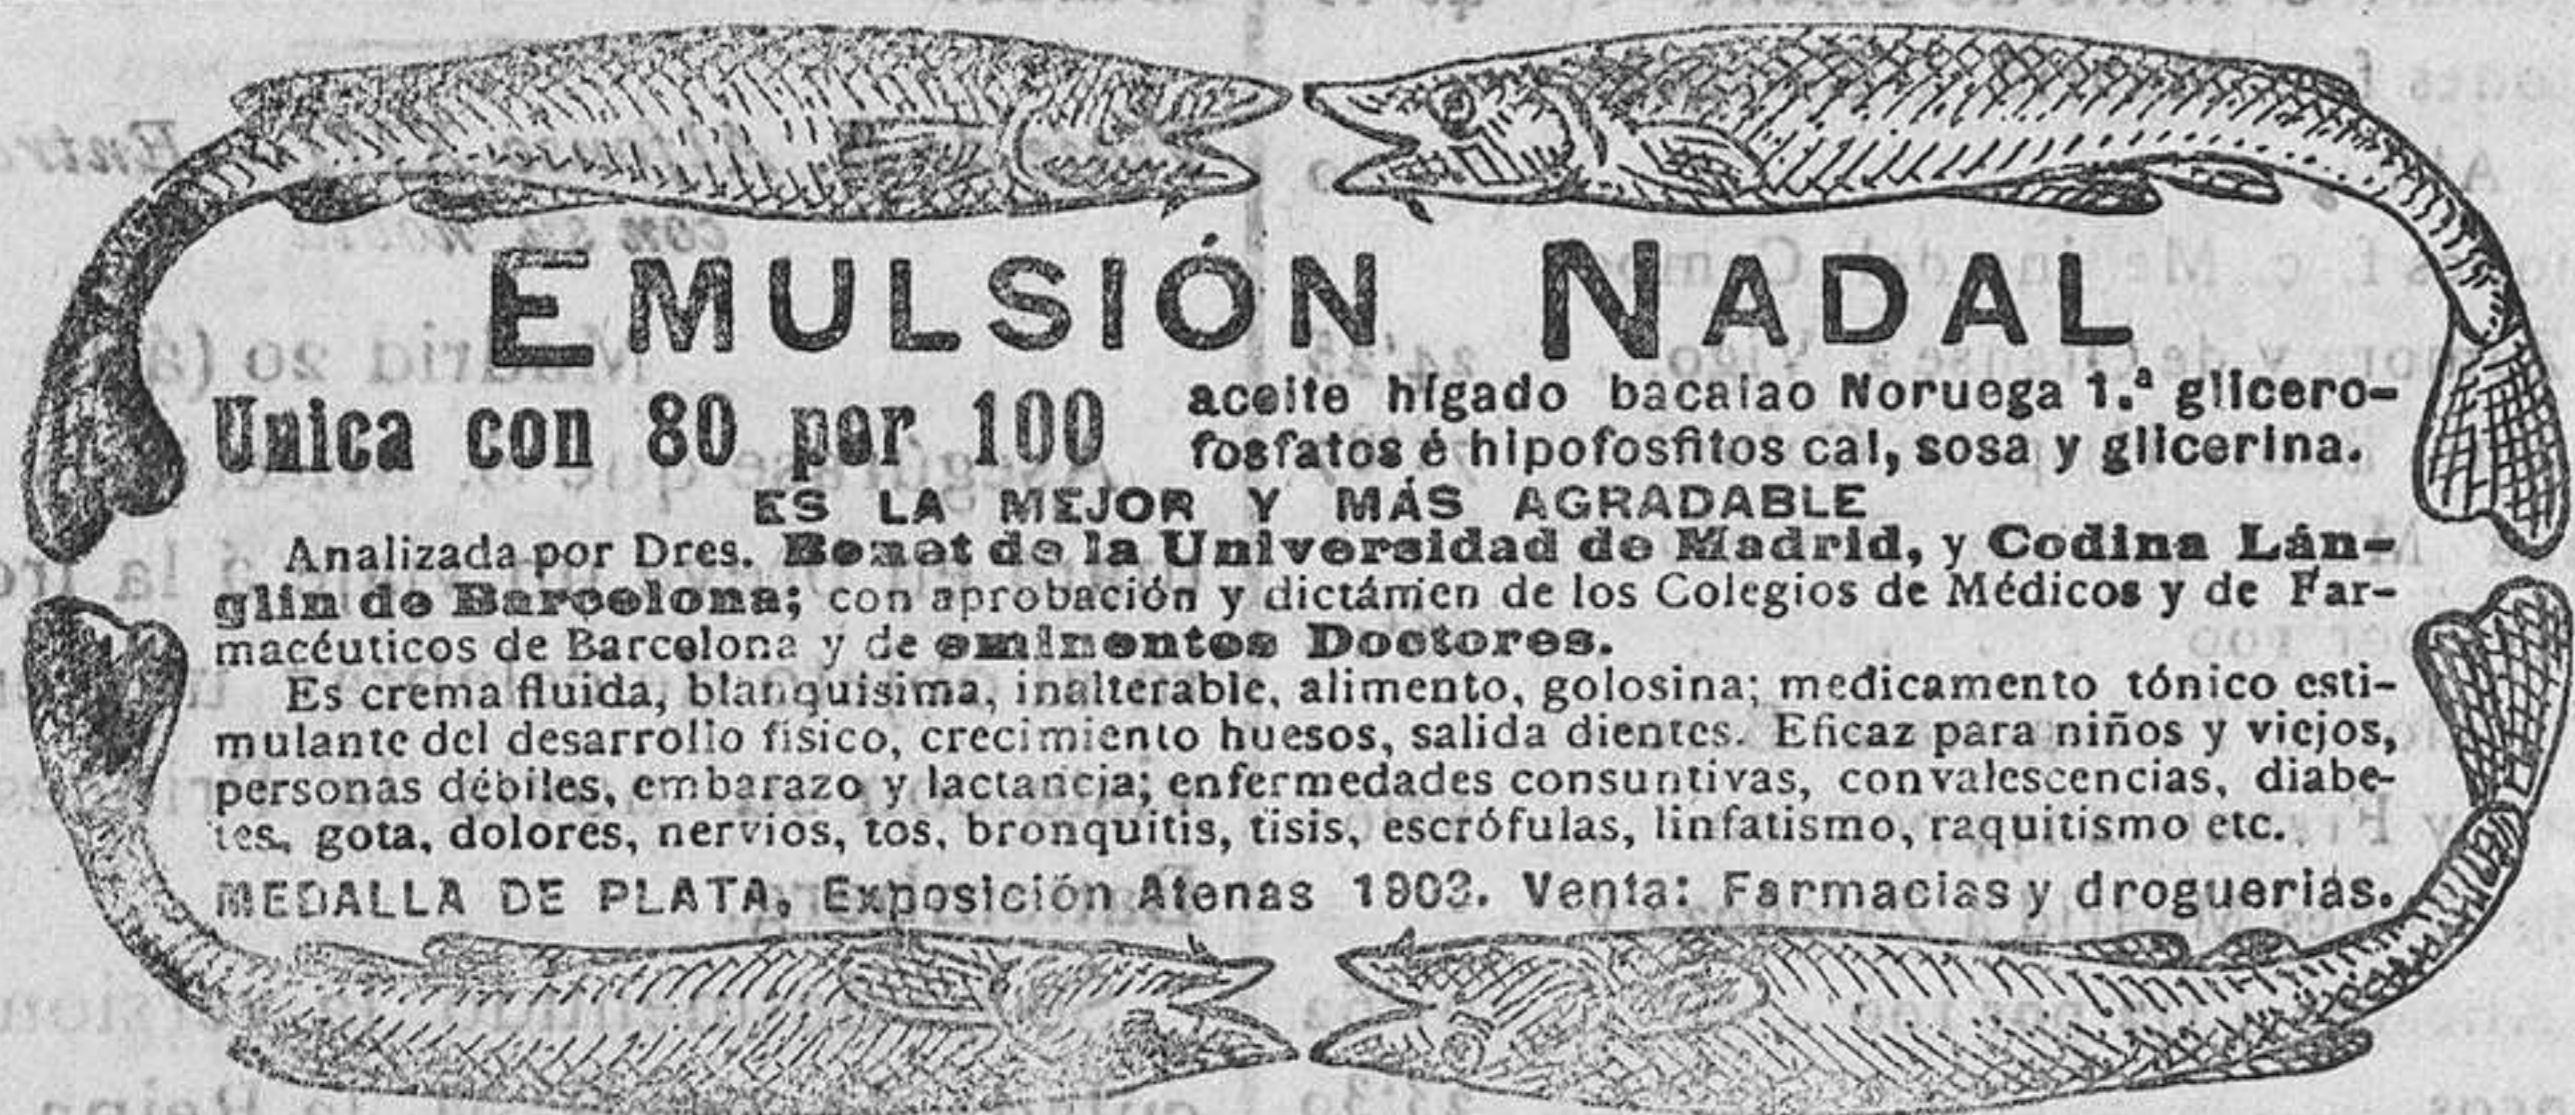 EMULSIÓN NADAL
Unica con 80 por 100 aceite hígado bacalao Noruega 1.ª glicero-
fosfatos é hipofosfitos cal, sosa y glicerina.
ES LA MEJOR Y MÁS AGRADABLE
Analizada por Dres. Bonet de la Universidad de Madrid, y Codina Lán-
glin de Barcelona; con aprobación y dictámen de los Colegios de Médicos y de Far-
macéuticos de Barcelona y de eminentes Doctores.
Es crema fluida, blanquisima, inalterable, alimento, golosina; medicamento tónico esti-
mulante del desarrollo físico, crecimiento huesos, salida dientes. Eficaz para niños y viejos,
personas débiles, embarazo y lactancia; enfermedades consuntivas, convalescencias, diabe-
tes, gota, dolores, nervios, tos, bronquitis, tisis, escrófulas, linfatismo, raquitismo etc.
MEDALLA DE PLATA, Exposición Atenas 1903. Venta: Farmacias y droguerías.